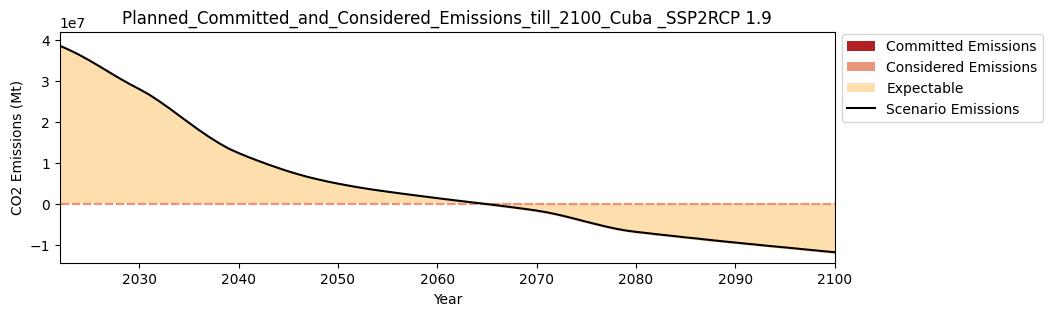 Planned_Committed_and_Considered_Emissions_till_2100_Cuba _SSP2RCP 1.9
1e7
4
3
2
1
0
−1
CO2 Emissions (Mt)
2030 2040 2050 2060 2070 2080 2090 2100
Year
Committed Emissions
Considered Emissions
Expectable
Scenario Emissions